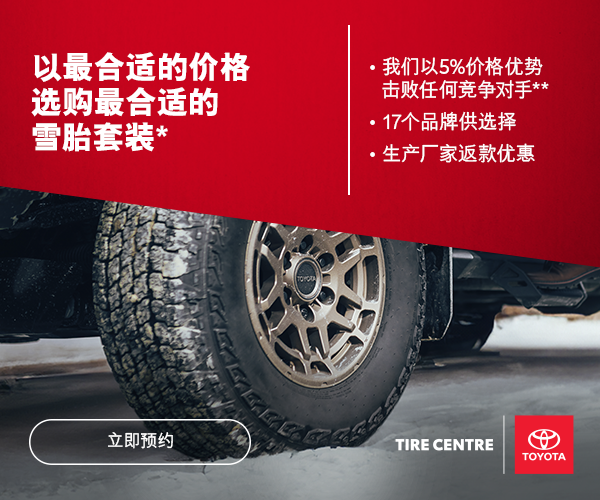 以最合适的价格
选购最合适的
雪胎套装*
• 我们以5%价格优势
击败任何竞争对手**
• 17个品牌供选择
• 生产厂家返款优惠
TOYOTA
立即预约
TIRE CENTRE
TOYOTA